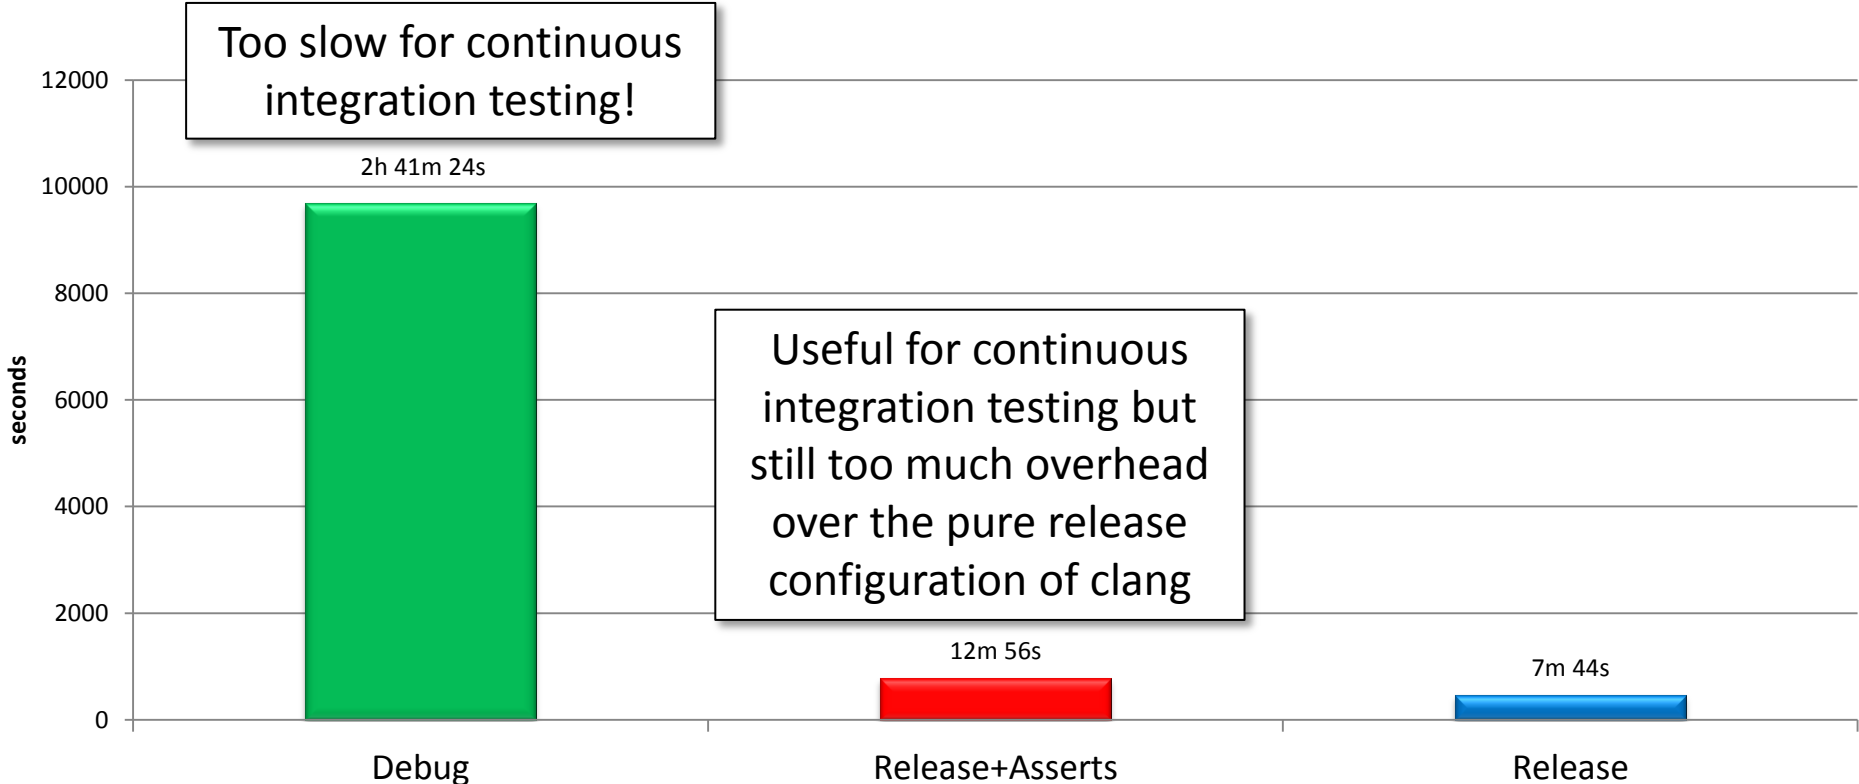 Too slow for continuous
integration testing!
12000
2h 41m 24s
10000
8000
Useful for continuous
integration testing but
still too much overhead
over the pure release
configuration of clang
seconds
6000
4000
2000
12m 56s
7m 44s
0
Debug
Release+Asserts
Release